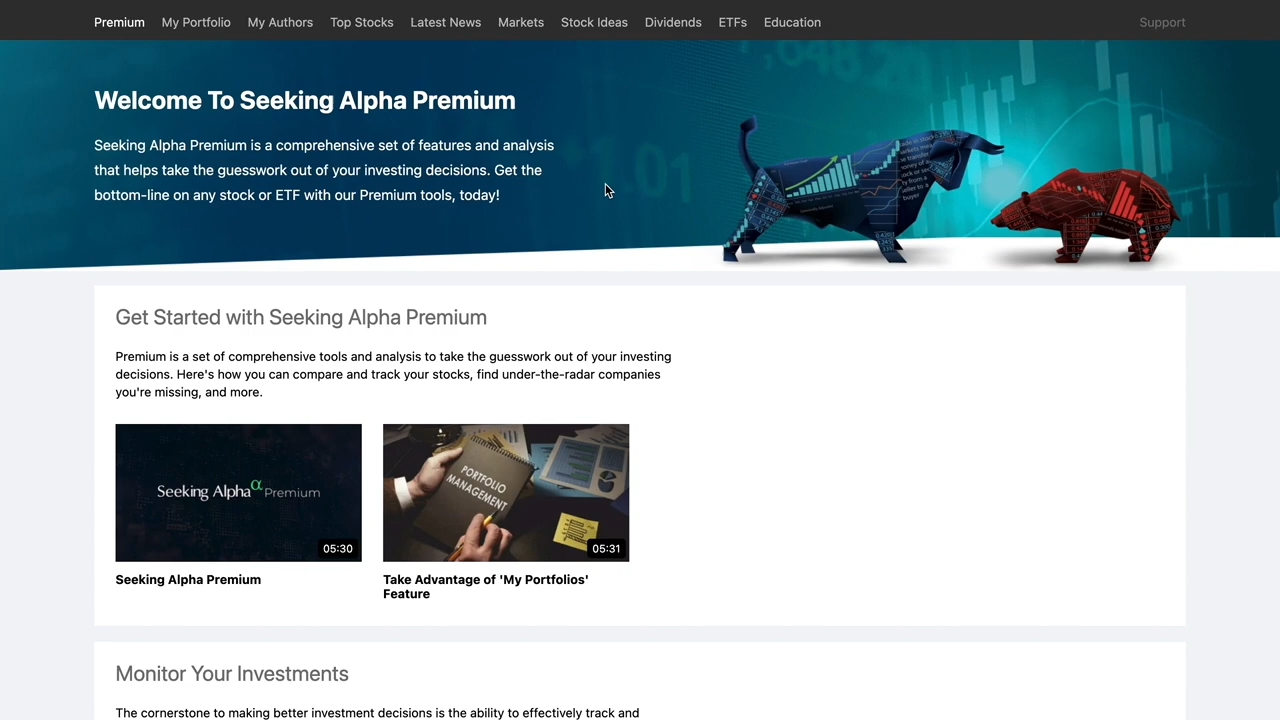 Premium My Portfolio My Authors Top Stocks Latest News Markets Stock Ideas Dividends ETFs Education Support
Welcome To Seeking Alpha Premium
Seeking Alpha Premium is a comprehensive set of features and analysis
that helps take the guesswork out of your investing decisions. Get the
bottom-line on any stock or ETF with our Premium tools, today!
Get Started with Seeking Alpha Premium
Premium is a set of comprehensive tools and analysis to take the guesswork out of your investing
decisions. Here's how you can compare and track your stocks, find under-the-radar companies
you're missing, and more.
Seeking Alpha α Premium
05:30
PORTFOLIO
MANAGEMENT
05:31
Seeking Alpha Premium
Take Advantage of 'My Portfolios'
Feature
Monitor Your Investments
The cornerstone to making better investment decisions is the ability to effectively track and